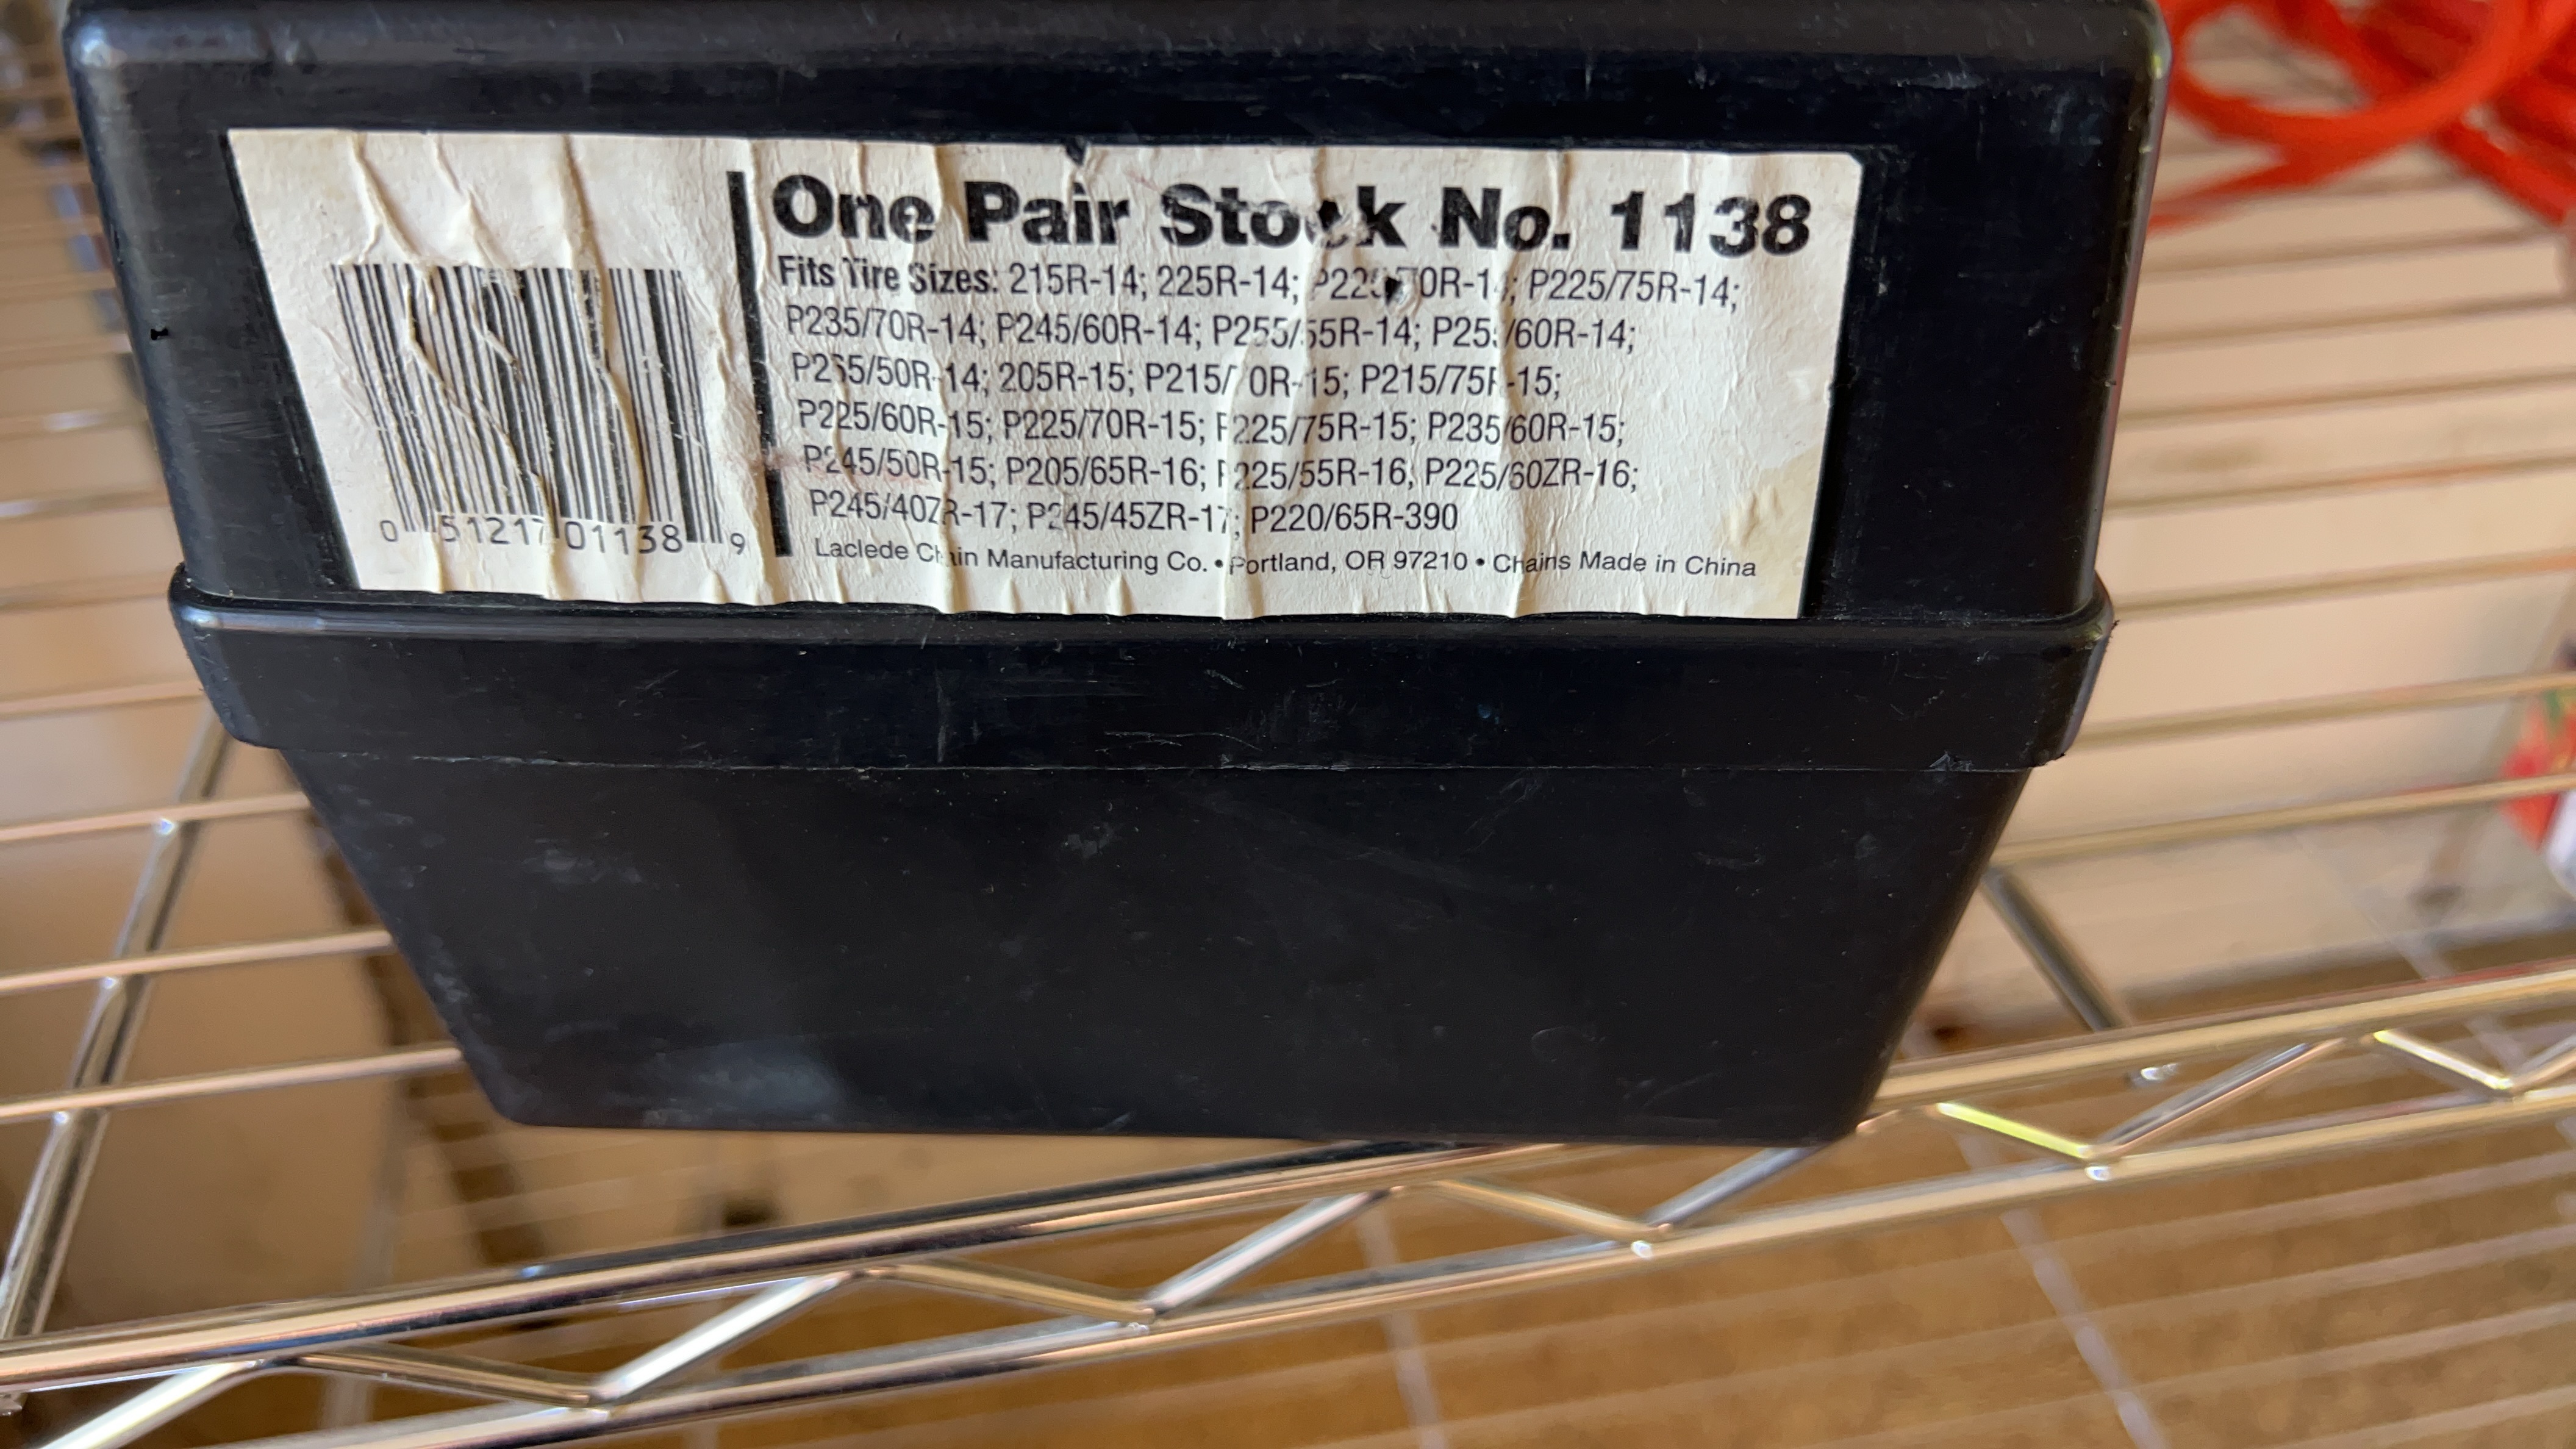 One Pair Stock No. 1138
Fits Tire Sizes: 215R-14; 225R-14; P225/75R-14;
P235/70R-14; P245/60R-14; P255/55R-14; P255/60R-14;
P265/50R-14; 205R-15; P215/70R-15; P215/75R-15;
P225/60R-15; P225/70R-15; P225/75R-15; P235/60R-15;
P245/50R-15; P205/65R-16; P225/55R-16; P225/60ZR-16;
P245/40ZR-17; P245/45ZR-17; P220/65R-390
Laclede Chain Manufacturing Co. • Portland, OR 97210 • Chains Made in China
0 51217 01138 9